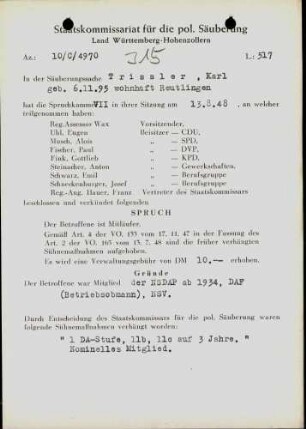 Staatskommissariat für die pol. Säuberung
Land Württemberg-Hohenzollern
Az.: 10/C/4970 315 L: 517
In der Säuberungssache Trissler, Karl
geb. 6.11.95 wohnhaft Reutlingen
hat die Spruchkammer VII in ihrer Sitzung am 13.8.48, an welcher
teilgenommen haben:
Reg.Assessor Wax Vorsitzender,
Uhl, Eugen Beisitzer — CDU,
Mosch, Alois „ — SPD,
Fischer, Paul „ — DVP,
Fink, Gottlieb „ — KPD,
Steinacher, Anton „ — Gewerkschaften,
Schwarz, Emil „ — Berufsgruppe
Schneckenburger, Josef „ — Berufsgruppe
Reg.-Ang. Hauer, Franz Vertreter des Staatskommissars
beschlossen und verkündet folgenden
SPRUCH
Der Betroffene ist Mitläufer.
Gemäß Art. 4 der VO. 133 vom 17. 11. 47 in der Fassung des
Art. 2 der VO. 165 vom 13. 7. 48 sind die früher verhängten
Sühnemaßnahmen aufgehoben.
Es wird eine Verwaltungsgebühr von DM 10.-- erhoben.
Gründe
Der Betroffene war Mitglied der NSDAP ab 1934, DAF
(Betriebsobmann), NSV.
Durch Entscheidung des Staatskommissars für die pol. Säuberung waren
folgende Sühnemaßnahmen verhängt worden:
" 1 DA-Stufe, 11b, 11c auf 3 Jahre. "
Nominelles Mitglied.